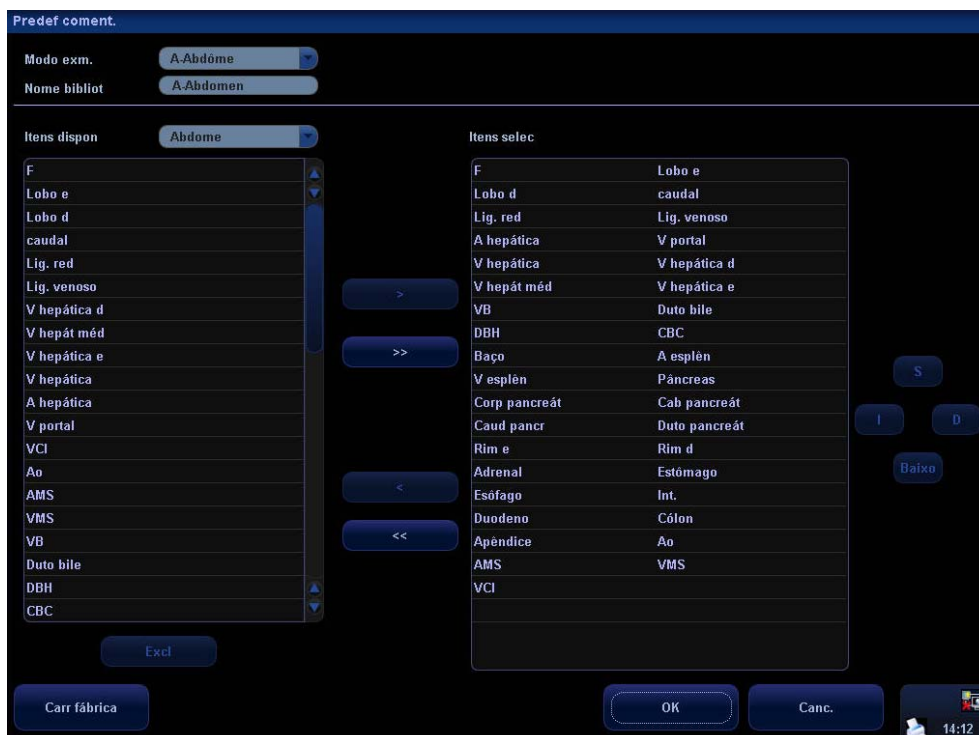 Predef coment.
Modo exm. A-Abdôme
Nome bibliot A-Abdomen
Itens dispon Abdome
F
Lobo e
Lobo d
caudal
Lig. red
Lig. venoso
V hepática d
V hepát méd
V hepática e
V hepática
A hepática
V portal
VCI
Ao
AMS
VMS
VB
Duto bile
DBH
CBC
Excl
>
>>
<
<<
Itens selec
F Lobo e
Lobo d caudal
Lig. red Lig. venoso
A hepática V portal
V hepática V hepática d
V hepát méd V hepática e
VB Duto bile
DBH CBC
Baço A esplên
V esplên Pâncreas
Corp pancreát Cab pancreát
Caud pancr Duto pancreát
Rim e Rim d
Adrenal Estômago
Esôfago Int.
Duodeno Cólon
Apêndice Ao
AMS VMS
VCI
S
I D
Baixo
Carr fábrica
OK
Canc.
14:12